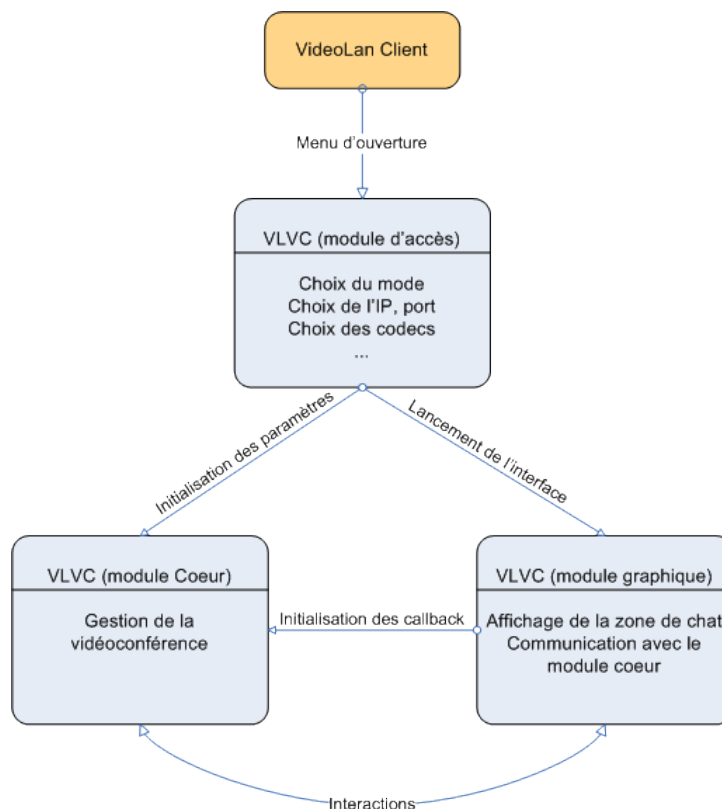 VideoLan Client
Menu d'ouverture
VLVC (module d'accès)
Choix du mode
Choix de l'IP, port
Choix des codecs
...
Initialisation des paramètres
Lancement de l'interface
VLVC (module Coeur)
Gestion de la
vidéoconférence
Initialisation des callback
VLVC (module graphique)
Affichage de la zone de chat
Communication avec le
module coeur
Interactions